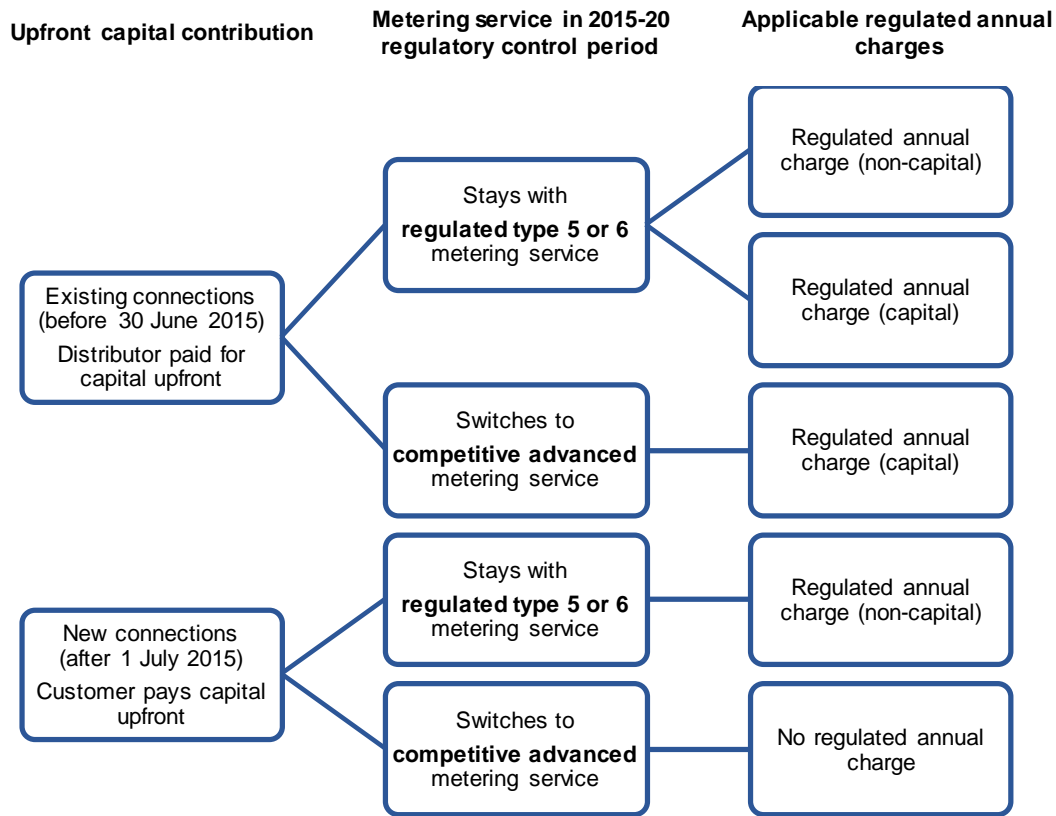 Upfront capital contribution
Metering service in 2015-20
regulatory control period
Applicable regulated annual
charges
Existing connections
(before 30 June 2015)
Distributor paid for
capital upfront
Stays with
regulated type 5 or 6
metering service
Regulated annual
charge (non-capital)
Regulated annual
charge (capital)
Switches to
competitive advanced
metering service
Regulated annual
charge (capital)
New connections
(after 1 July 2015)
Customer pays capital
upfront
Stays with
regulated type 5 or 6
metering service
Regulated annual
charge (non-capital)
Switches to
competitive advanced
metering service
No regulated annual
charge